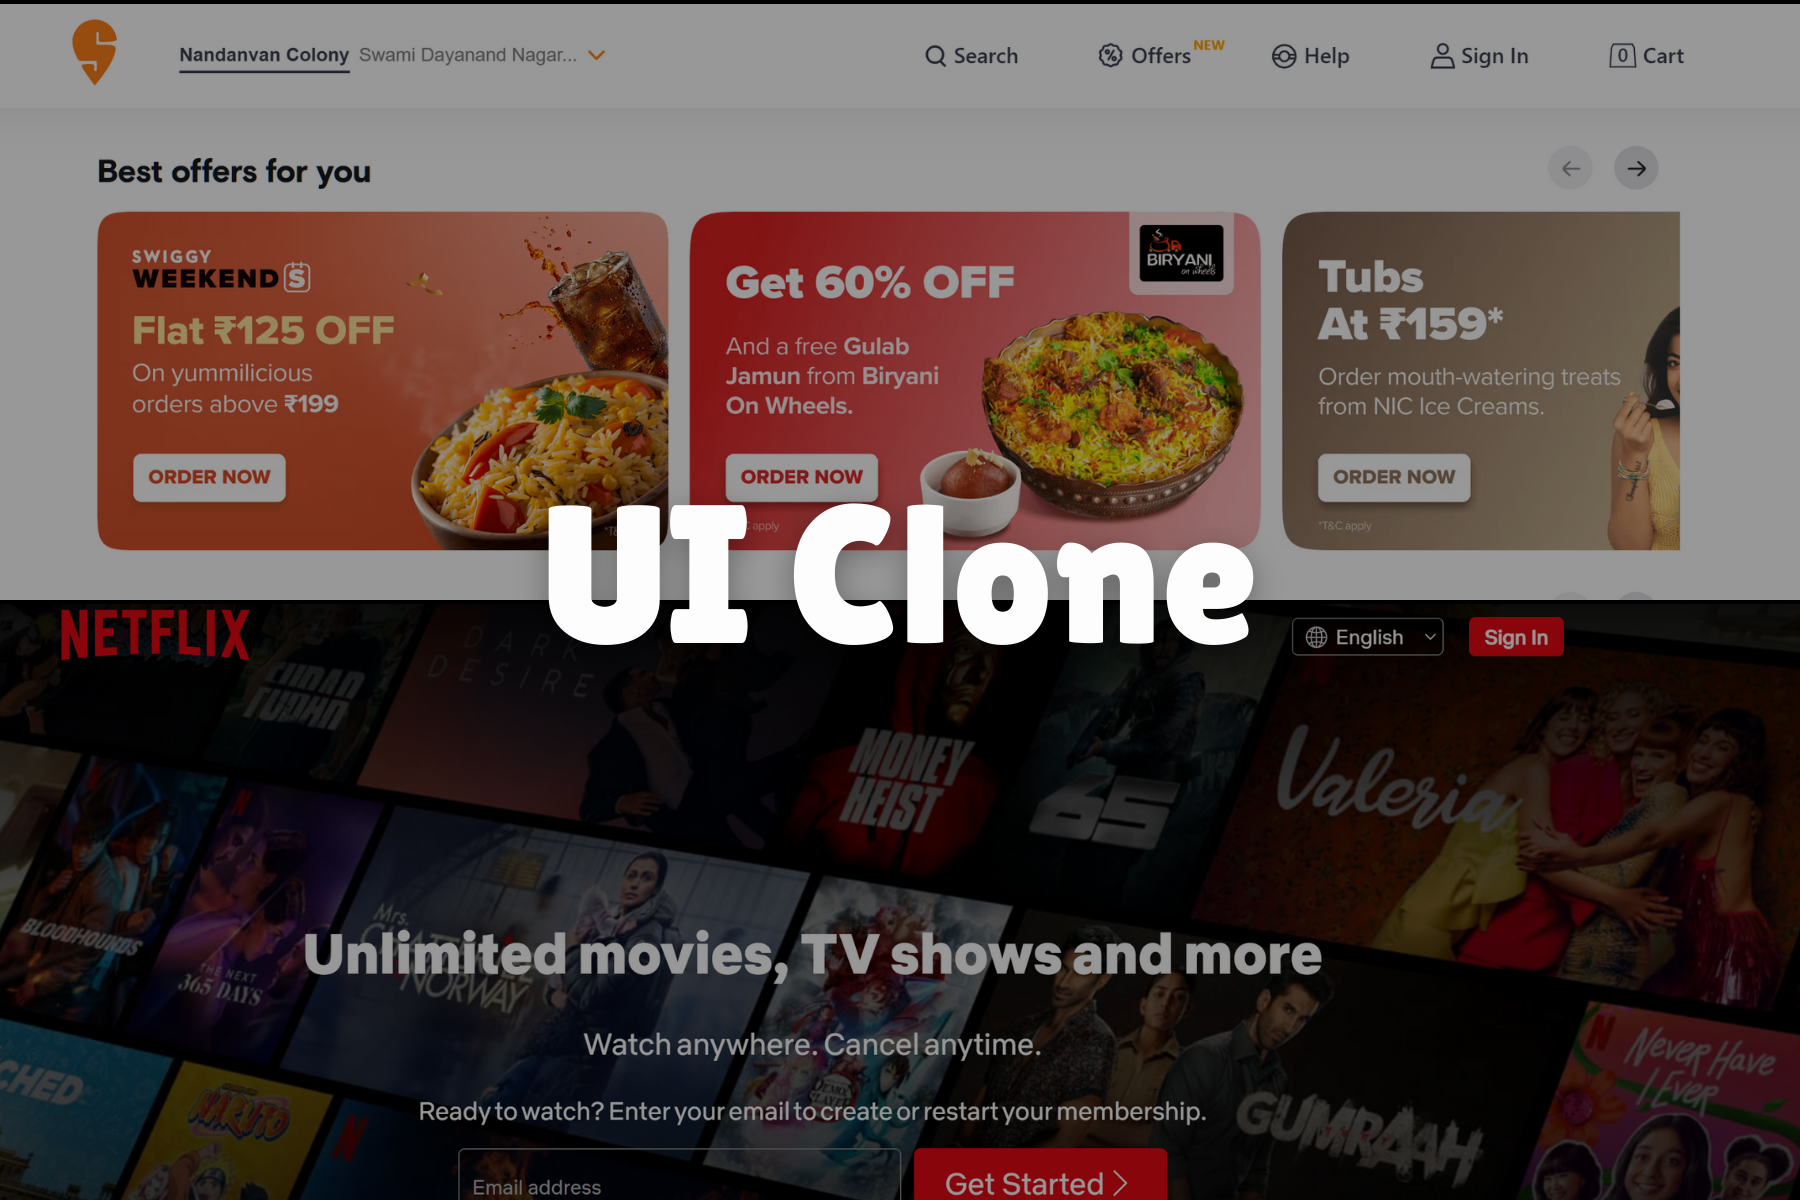 Nandanvan Colony Swami Dayanand Nagar...
Search
Offers NEW
Help
Sign In
0 Cart
Best offers for you
SWIGGY
WEEKEND S
Flat ₹125 OFF
On yummilicious
orders above ₹199
ORDER NOW
Get 60% OFF
And a free Gulab
Jamun from Biryani
On Wheels.
ORDER NOW
apply
BIRYANI
on wheels
Tubs
At ₹159*
Order mouth-watering treats
from NIC Ice Creams.
ORDER NOW
*T&C apply
UI Clone
NETFLIX
English
Sign In
DARK
DESIRE
MONEY
HEIST
65
Valeria
BLOODHOUNDS
THE NEXT
365 DAYS
Mrs.
NORWAY
Unlimited movies, TV shows and more
Watch anywhere. Cancel anytime.
Ready to watch? Enter your email to create or restart your membership.
Email address
Get Started
CHED
NARUTO
DEMON
SLAYER
GUMRAAH
NEVER HAVE
I EVER